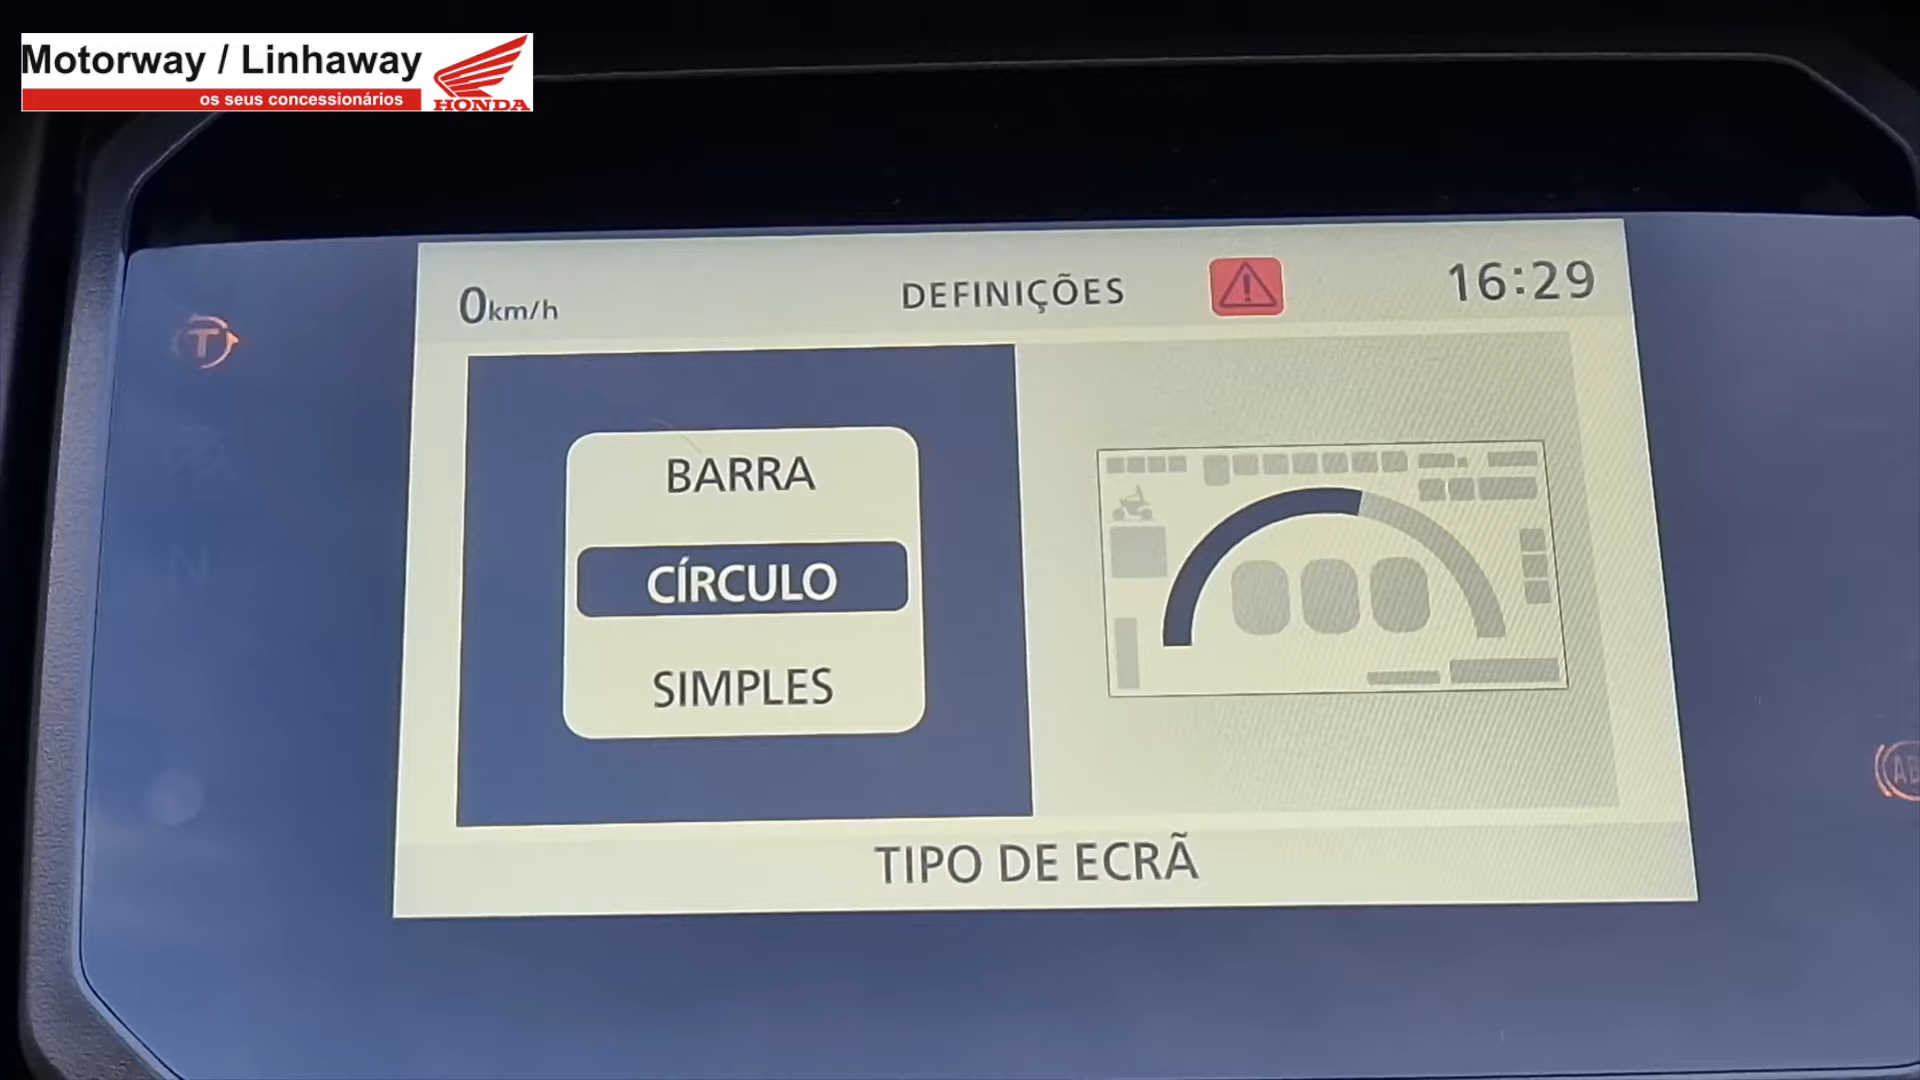 Motorway / Linhaway
os seus concessionários
HONDA
0km/h
DEFINIÇÕES
16:29
T
BARRA
CÍRCULO
SIMPLES
TIPO DE ECRÃ